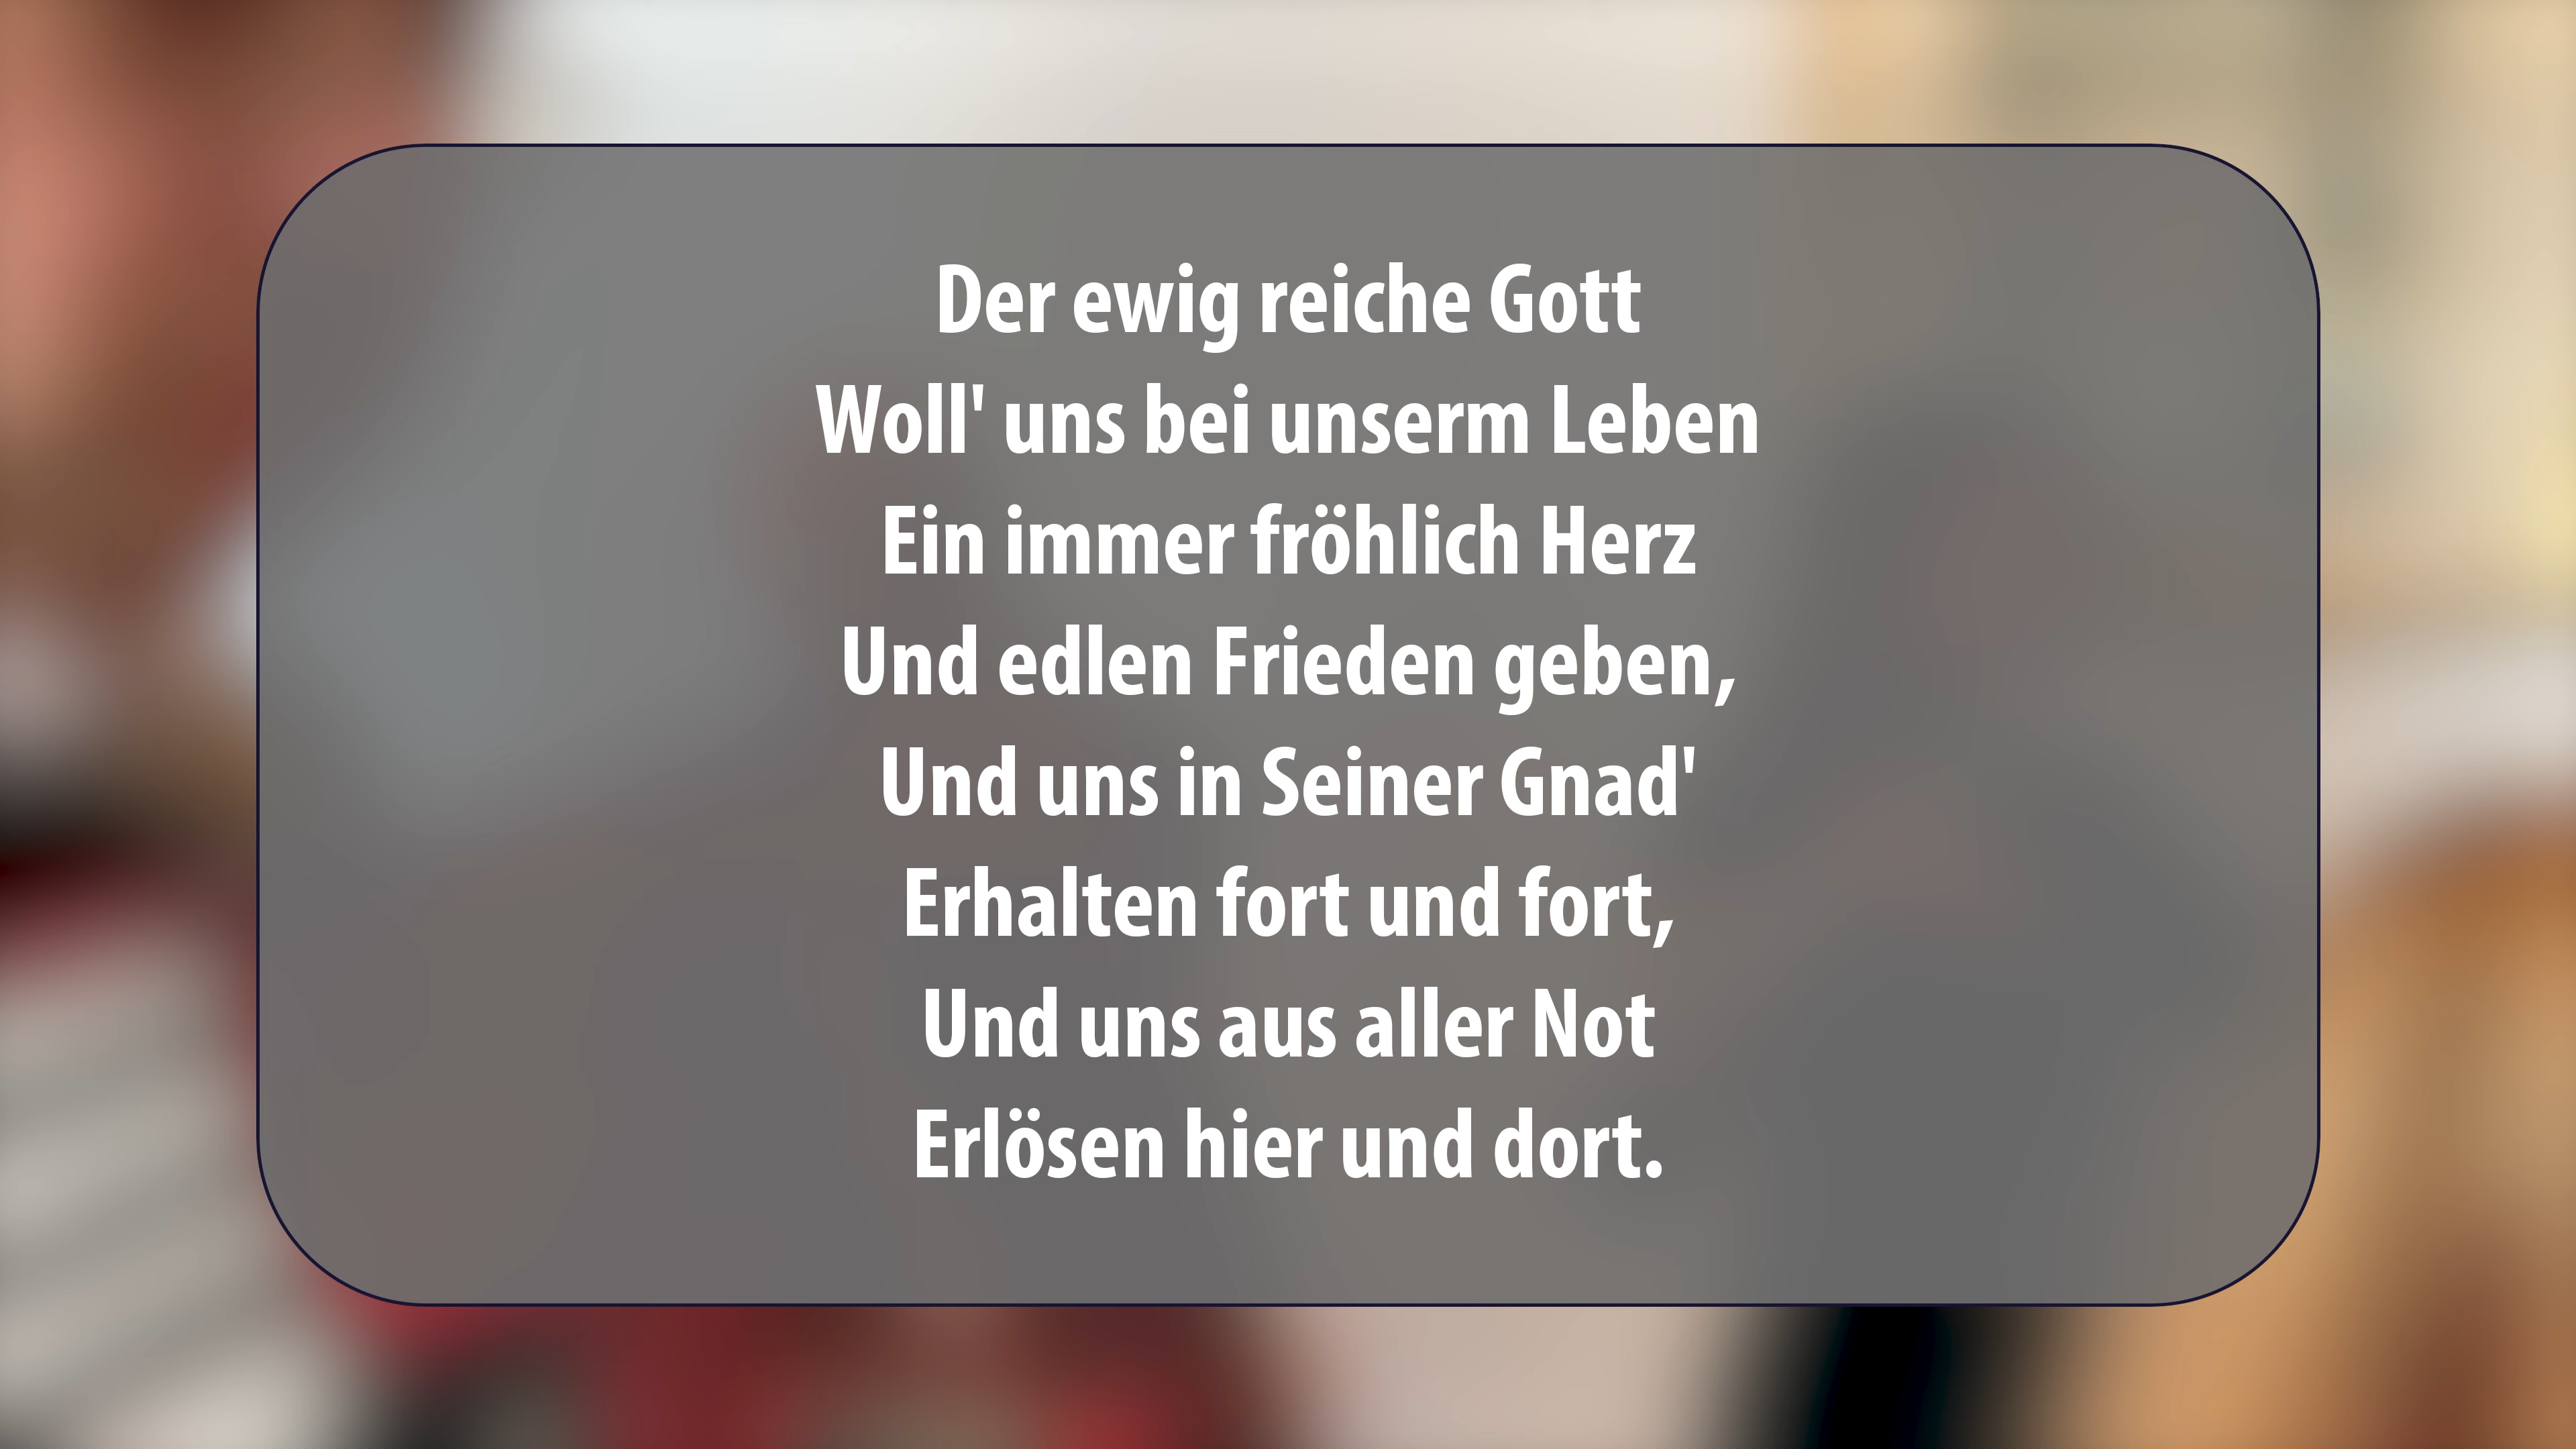 Der ewig reiche Gott
Woll' uns bei unserm Leben
Ein immer fröhlich Herz
Und edlen Frieden geben,
Und uns in Seiner Gnad'
Erhalten fort und fort,
Und uns aus aller Not
Erlösen hier und dort.